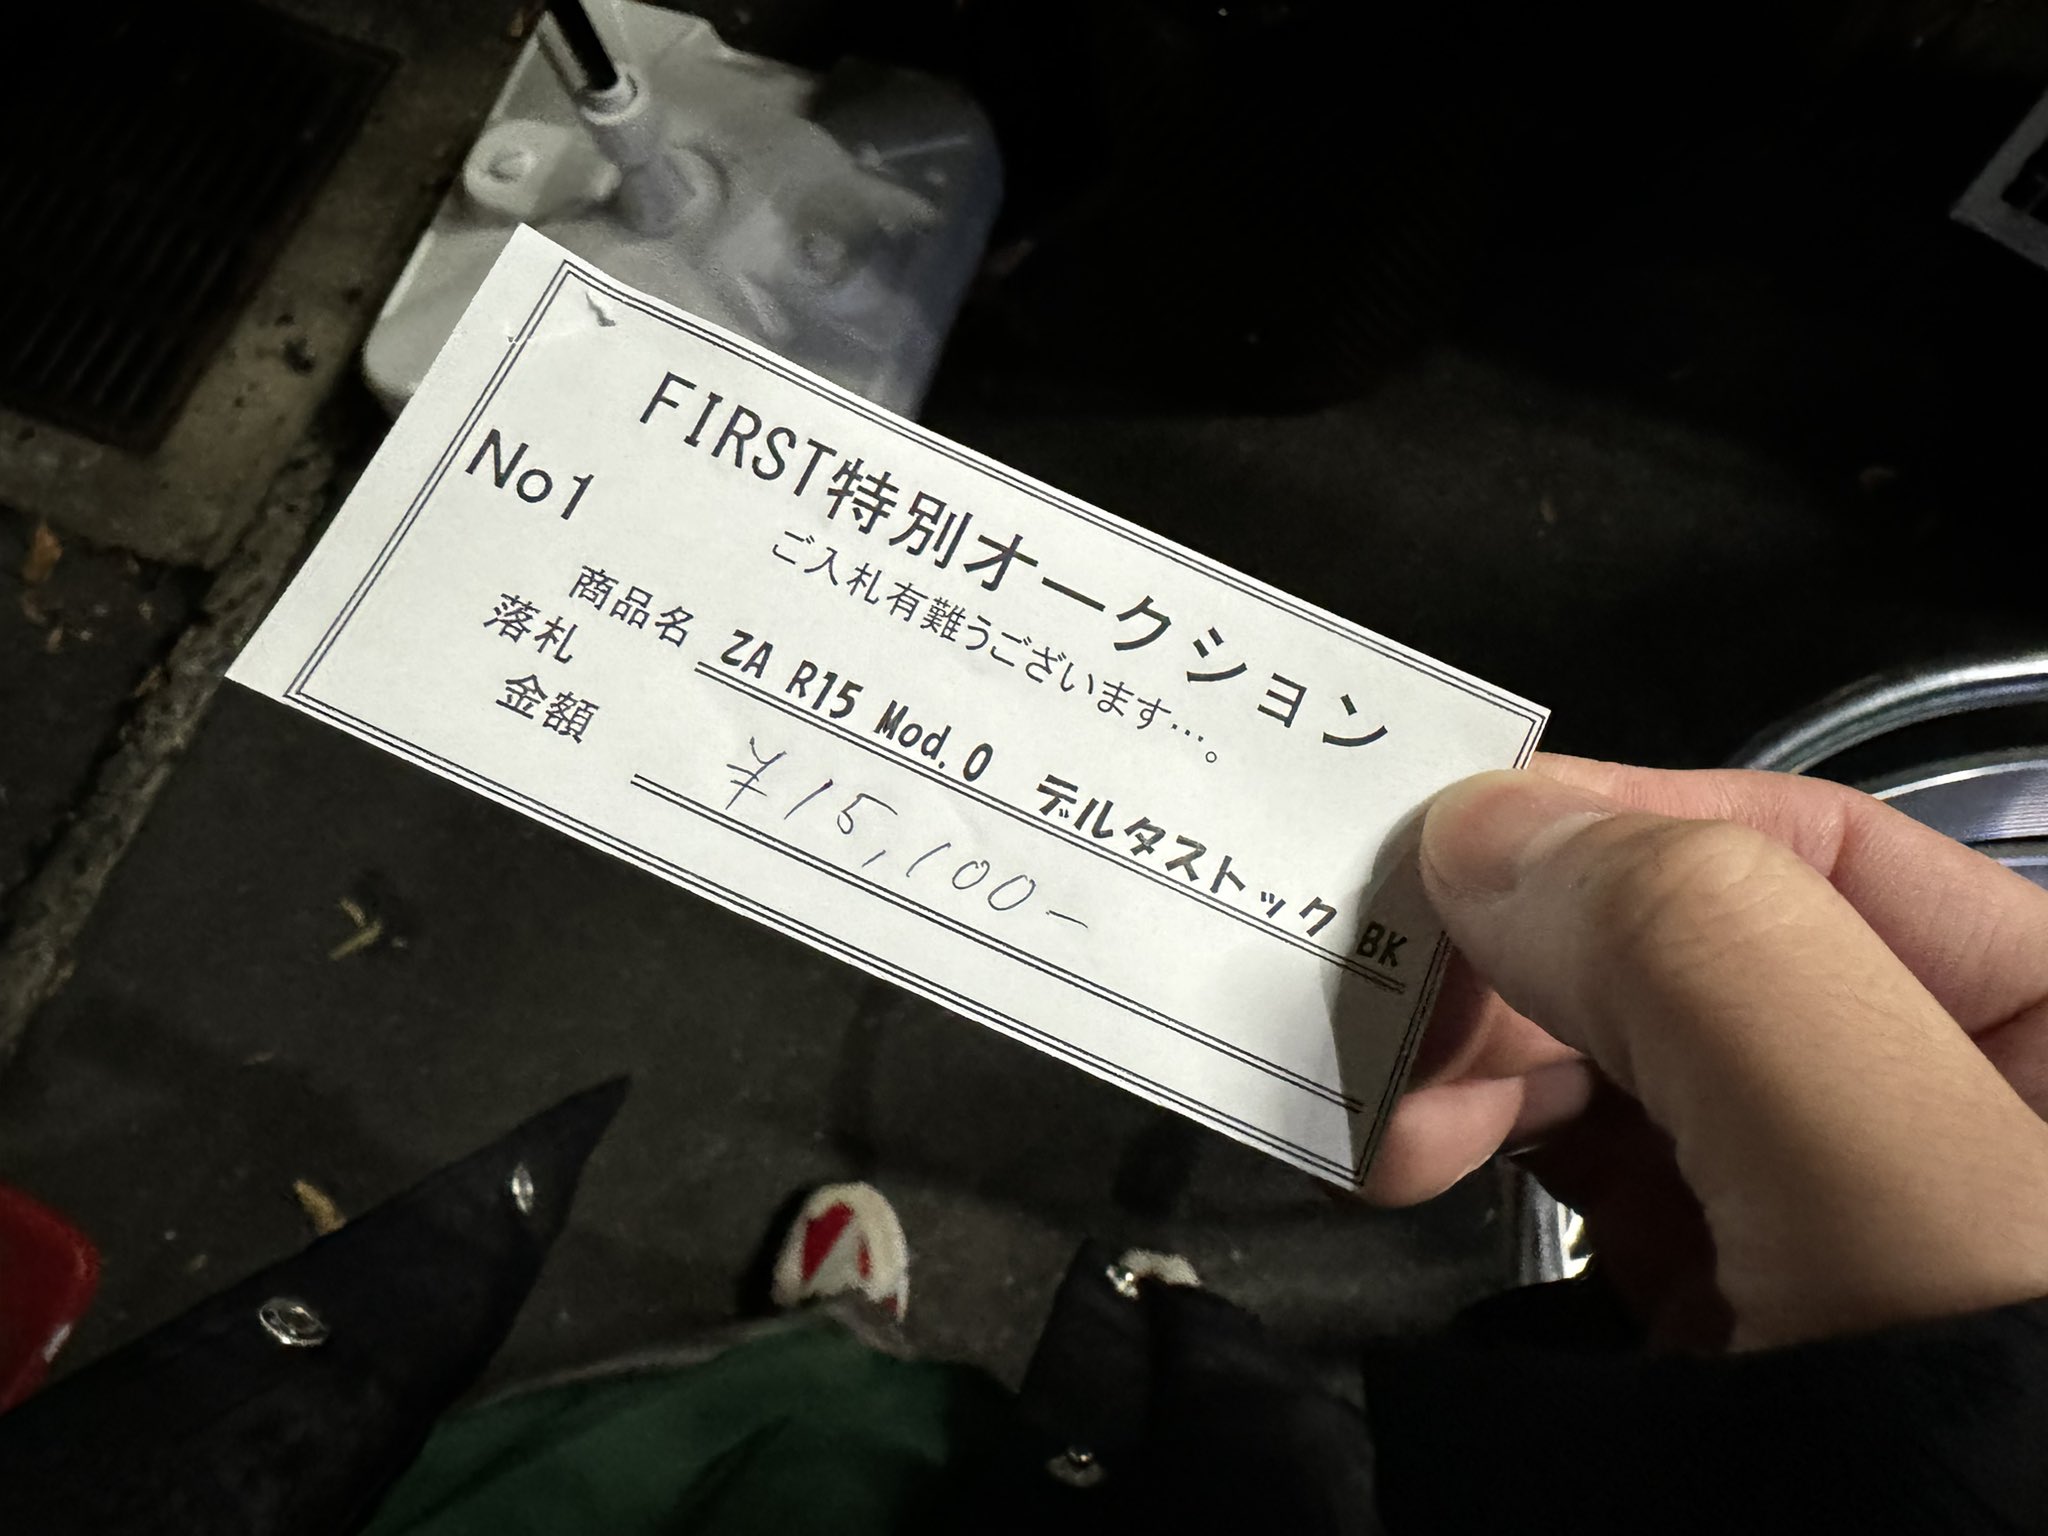 FIRST特別オークション
No1
ご入札有難うございます…。
商品名 ZA R15 Mod.0 デルタストック BK
落札
金額 ¥15,100-